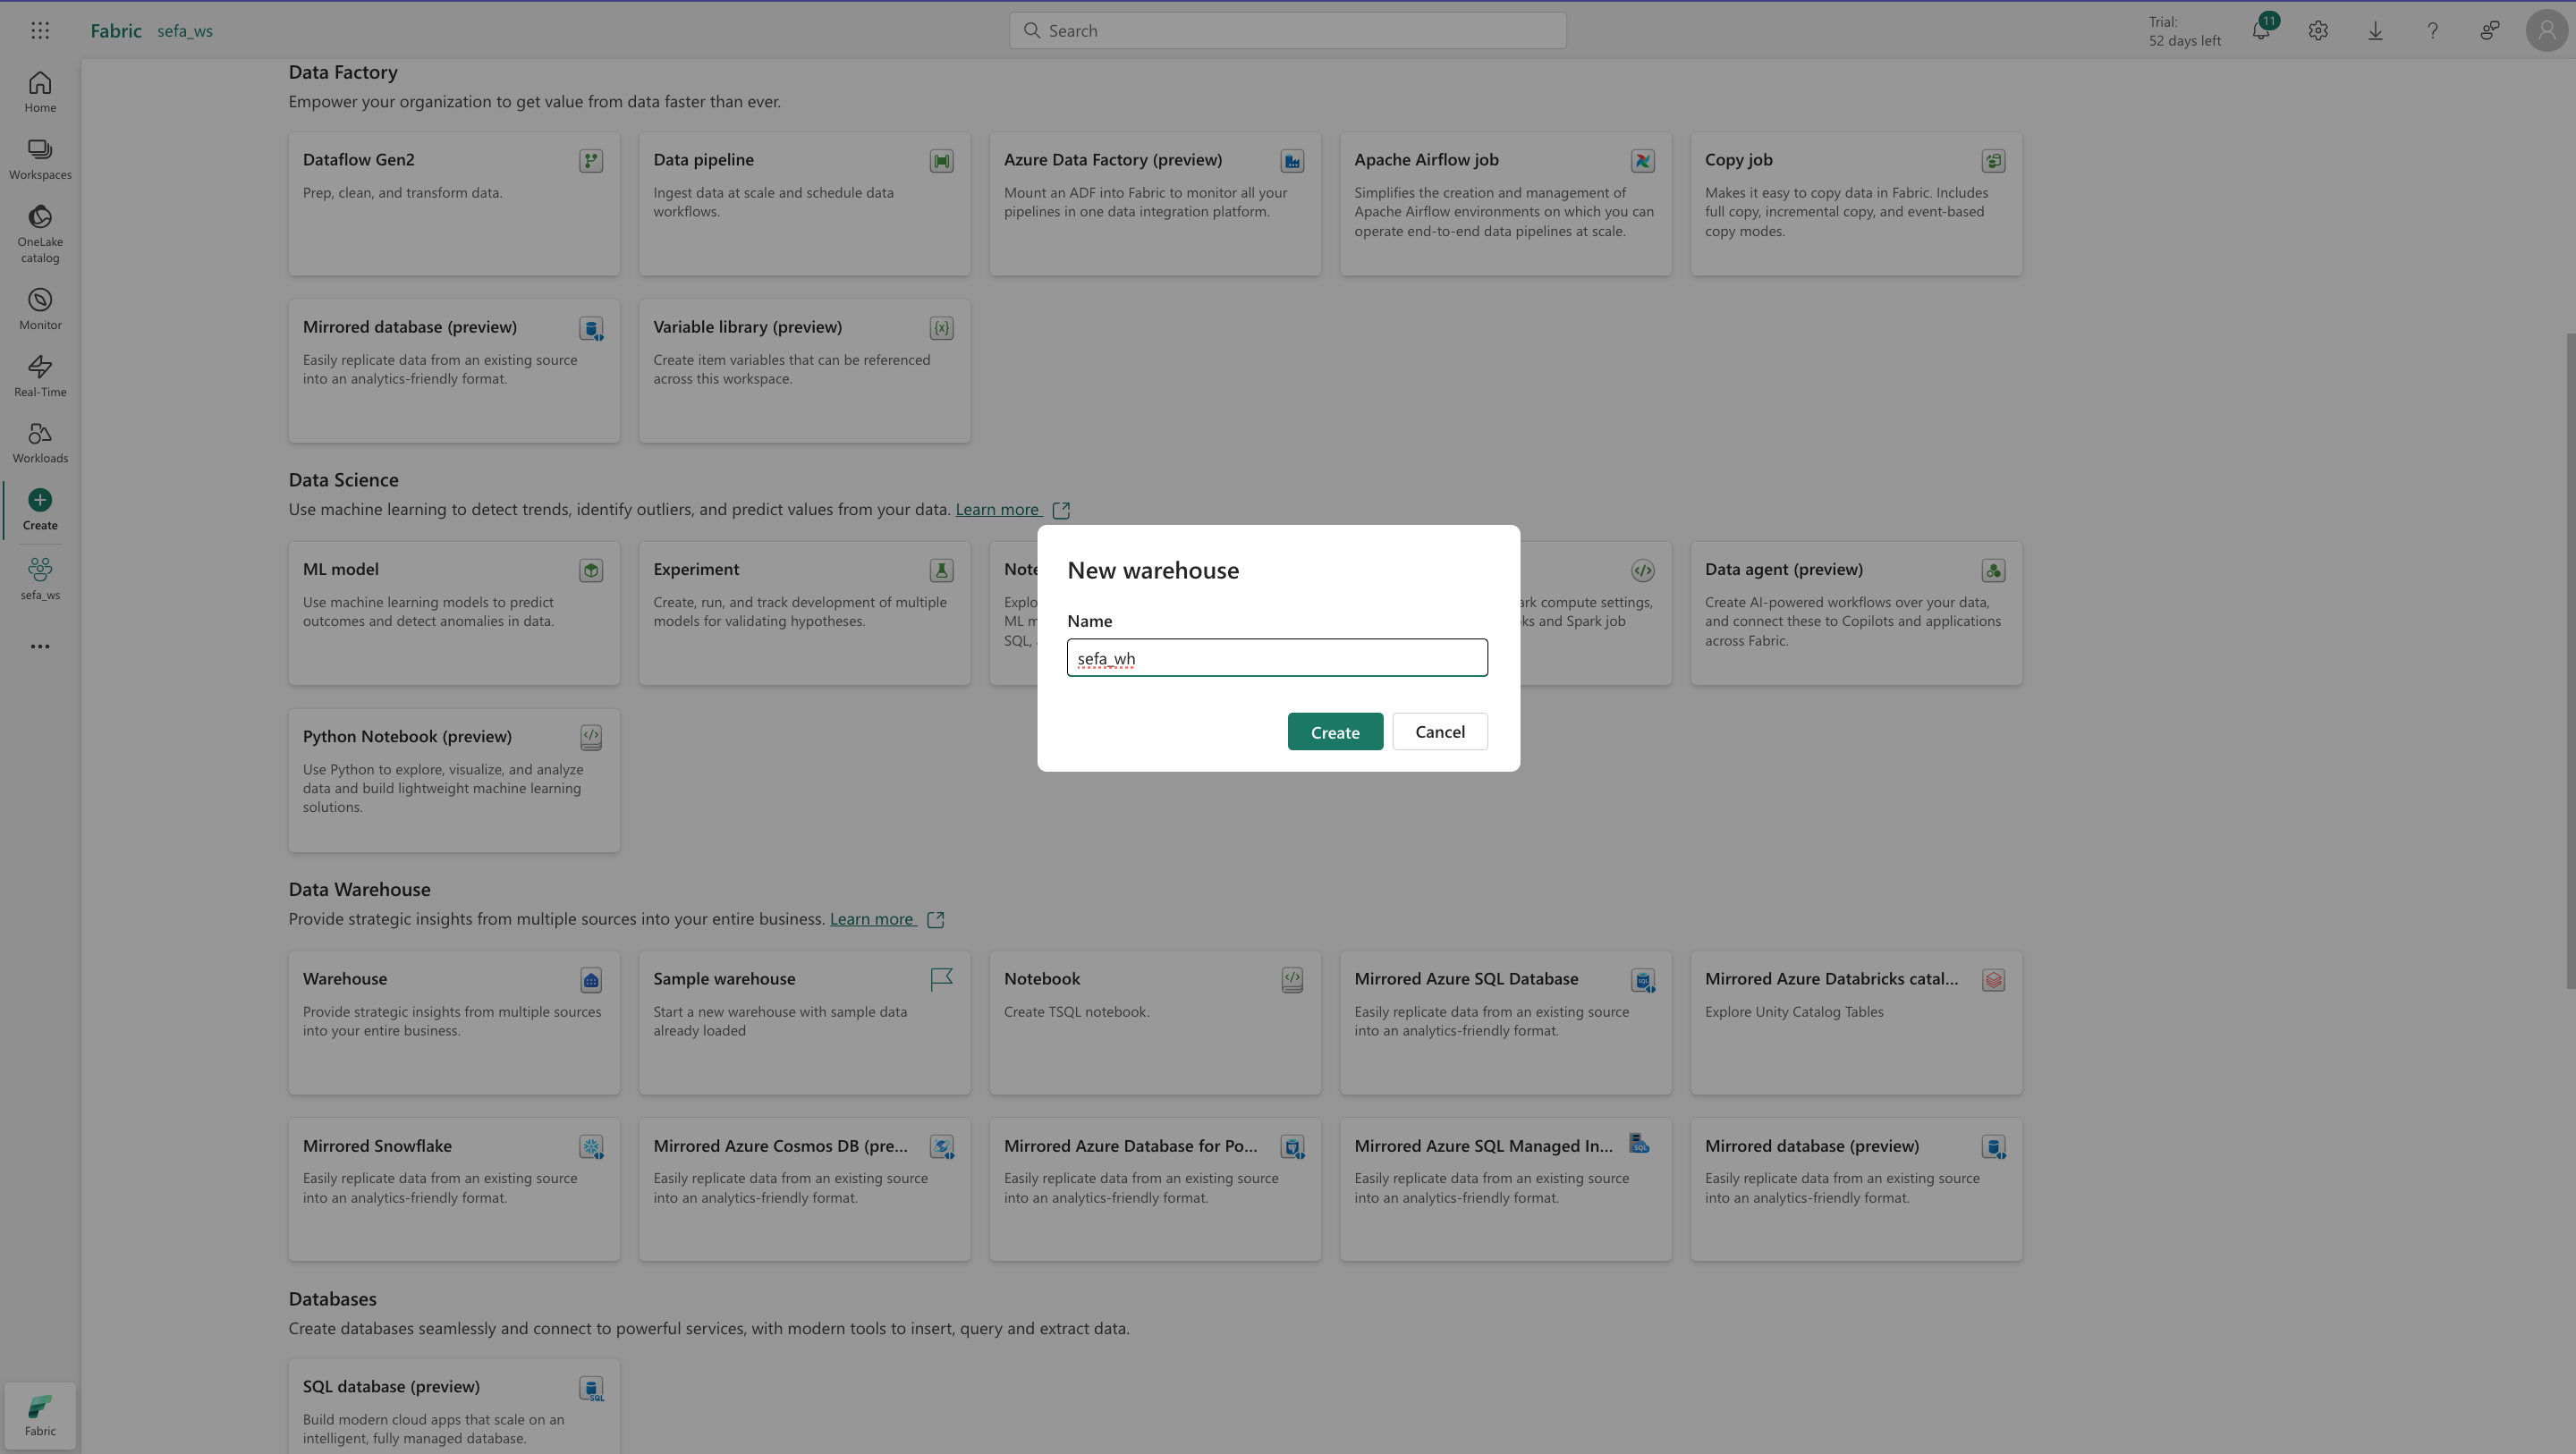 Fabric sefa_ws
Search
Trial:
52 days left
11
Home
Workspaces
OneLake
catalog
Monitor
Real-Time
Workloads
Create
sefa_ws
Fabric
Data Factory
Empower your organization to get value from data faster than ever.
Dataflow Gen2
Prep, clean, and transform data.
Data pipeline
Ingest data at scale and schedule data
workflows.
Azure Data Factory (preview)
Mount an ADF into Fabric to monitor all your
pipelines in one data integration platform.
Apache Airflow job
Simplifies the creation and management of
Apache Airflow environments on which you can
operate end-to-end data pipelines at scale.
Copy job
Makes it easy to copy data in Fabric. Includes
full copy, incremental copy, and event-based
copy modes.
Mirrored database (preview)
Easily replicate data from an existing source
into an analytics-friendly format.
Variable library (preview)
Create item variables that can be referenced
across this workspace.
Data Science
Use machine learning to detect trends, identify outliers, and predict values from your data. Learn more
ML model
Use machine learning models to predict
outcomes and detect anomalies in data.
Experiment
Create, run, and track development of multiple
models for validating hypotheses.
Note
Explo
ML m
SQL,
ark compute settings,
ks and Spark job
Data agent (preview)
Create AI-powered workflows over your data,
and connect these to Copilots and applications
across Fabric.
New warehouse
Name
sefa_wh
Create
Cancel
Python Notebook (preview)
Use Python to explore, visualize, and analyze
data and build lightweight machine learning
solutions.
Data Warehouse
Provide strategic insights from multiple sources into your entire business. Learn more
Warehouse
Provide strategic insights from multiple sources
into your entire business.
Sample warehouse
Start a new warehouse with sample data
already loaded
Notebook
Create TSQL notebook.
Mirrored Azure SQL Database
Easily replicate data from an existing source
into an analytics-friendly format.
Mirrored Azure Databricks catal...
Explore Unity Catalog Tables
Mirrored Snowflake
Easily replicate data from an existing source
into an analytics-friendly format.
Mirrored Azure Cosmos DB (pre...
Easily replicate data from an existing source
into an analytics-friendly format.
Mirrored Azure Database for Po...
Easily replicate data from an existing source
into an analytics-friendly format.
Mirrored Azure SQL Managed In...
Easily replicate data from an existing source
into an analytics-friendly format.
Mirrored database (preview)
Easily replicate data from an existing source
into an analytics-friendly format.
Databases
Create databases seamlessly and connect to powerful services, with modern tools to insert, query and extract data.
SQL database (preview)
Build modern cloud apps that scale on an
intelligent, fully managed database.